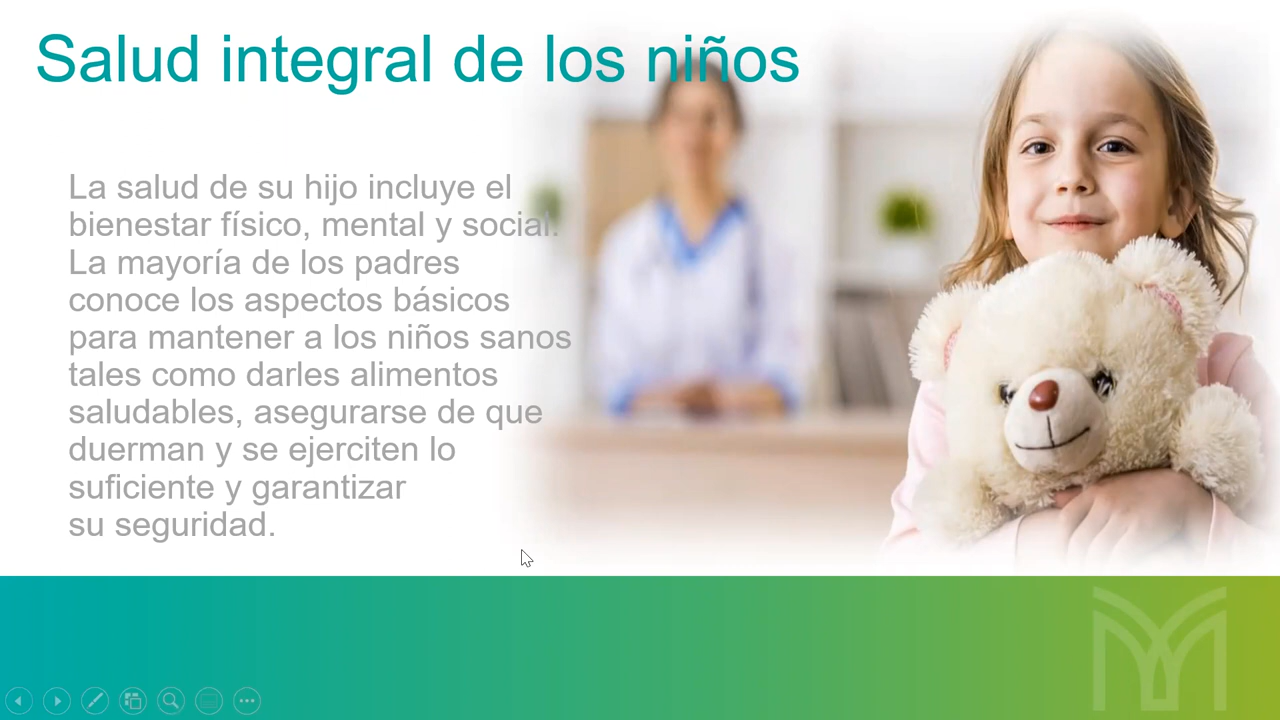 Salud integral de los niños
La salud de su hijo incluye el
bienestar físico, mental y social.
La mayoría de los padres
conoce los aspectos básicos
para mantener a los niños sanos
tales como darles alimentos
saludables, asegurarse de que
duerman y se ejerciten lo
suficiente y garantizar
su seguridad.